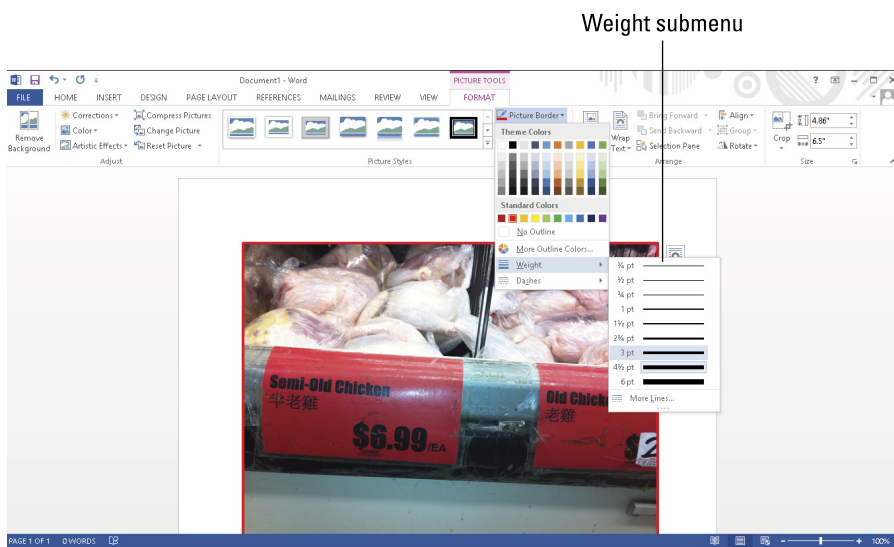 Weight submenu
Document1 - Word
PICTURE TOOLS
FILE HOME INSERT DESIGN PAGE LAYOUT REFERENCES MAILINGS REVIEW VIEW FORMAT
Remove Background
Corrections
Color
Artistic Effects
Compress Pictures
Change Picture
Reset Picture
Adjust
Picture Styles
Picture Border
Theme Colors
Standard Colors
No Outline
More Outline Colors...
Weight
Dashes
Wrap
Text
Bring Forward
Send Backward
Selection Pane
Align
Group
Rotate
Arrange
Crop
4.86"
6.5"
Size
¼ pt
½ pt
¾ pt
1 pt
1½ pt
2¼ pt
3 pt
4½ pt
6 pt
More Lines...
Semi-Old Chicken
半老雞
$6.99/EA
Old Chick
老雞
$2
PAGE 1 OF 1 0 WORDS
100%